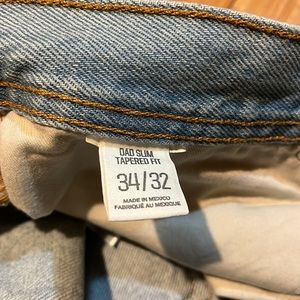 DAD SLIM
TAPERED FIT
34/32
MADE IN MEXICO
FABRIQUÉ AU MEXIQUE